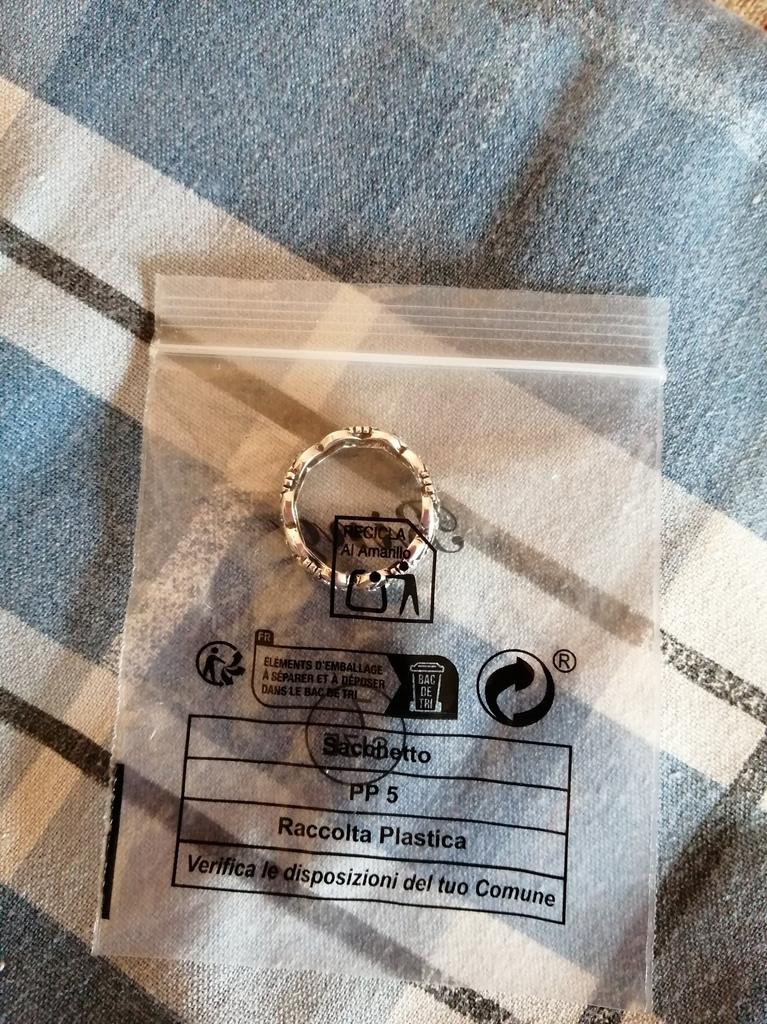 RECICLA
Al Amarillo
FR
ÉLÉMENTS D'EMBALLAGE
À SÉPARER ET À DÉPOSER
DANS LE BAC DE TRI
BAC
DE
TRI
®
Sacchetto
PP 5
Raccolta Plastica
Verifica le disposizioni del tuo Comune